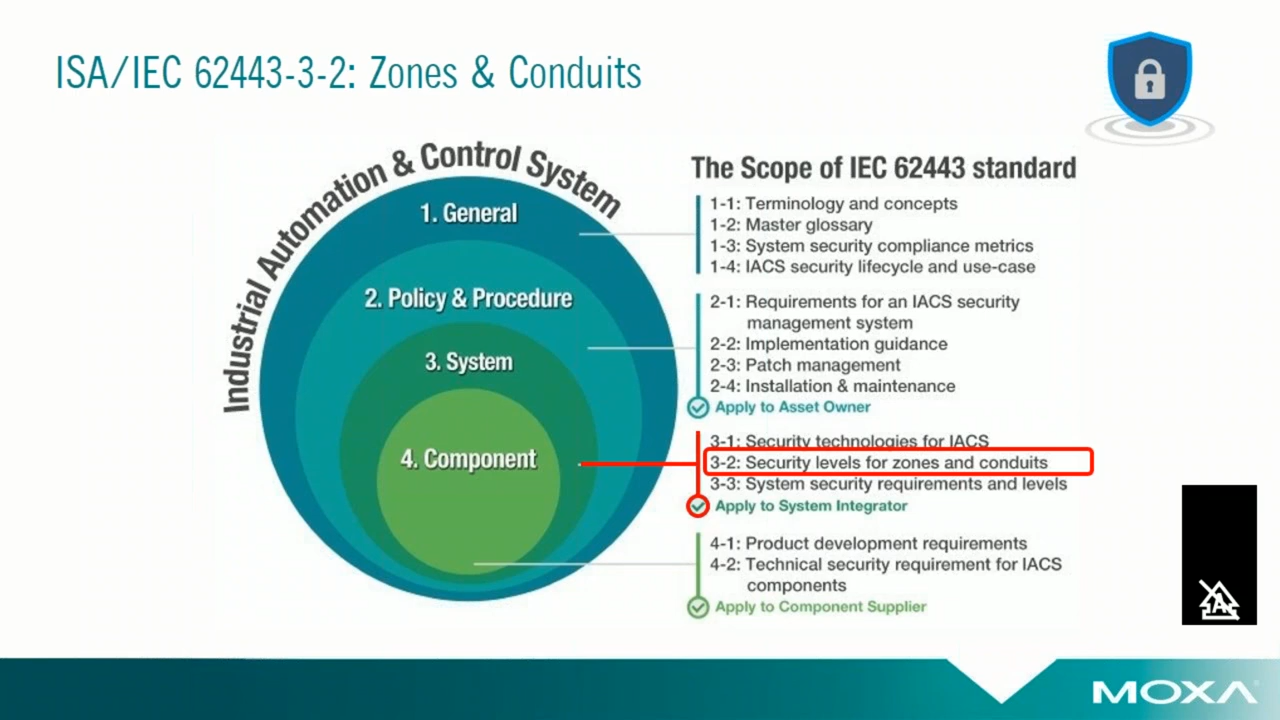 ISA/IEC 62443-3-2: Zones & Conduits
Industrial Automation & Control System
1. General
2. Policy & Procedure
3. System
4. Component
The Scope of IEC 62443 standard
1-1: Terminology and concepts
1-2: Master glossary
1-3: System security compliance metrics
1-4: IACS security lifecycle and use-case
2-1: Requirements for an IACS security
management system
2-2: Implementation guidance
2-3: Patch management
2-4: Installation & maintenance
Apply to Asset Owner
3-1: Security technologies for IACS
3-2: Security levels for zones and conduits
3-3: System security requirements and levels
Apply to System Integrator
4-1: Product development requirements
4-2: Technical security requirement for IACS
components
Apply to Component Supplier
MOXA